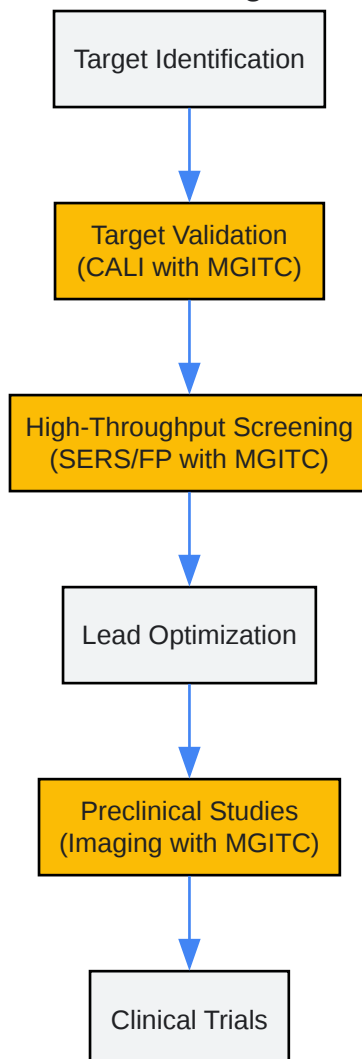 Target Identification
Target Validation
(CALI with MGITC)
High-Throughput Screening
(SERS/FP with MGITC)
Lead Optimization
Preclinical Studies
(Imaging with MGITC)
Clinical Trials